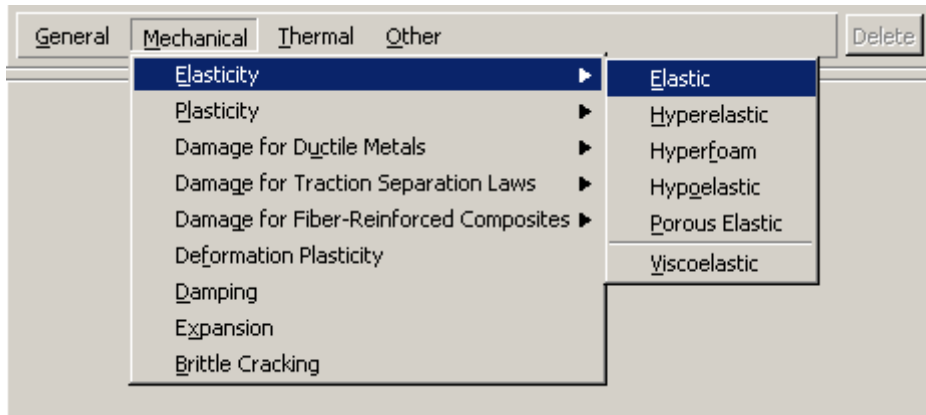 General Mechanical Thermal Other Delete
Elasticity
Plasticity
Damage for Ductile Metals
Damage for Traction Separation Laws
Damage for Fiber-Reinforced Composites
Deformation Plasticity
Damping
Expansion
Brittle Cracking
Elastic
Hyperelastic
Hyperfoam
Hypoelastic
Porous Elastic
Viscoelastic